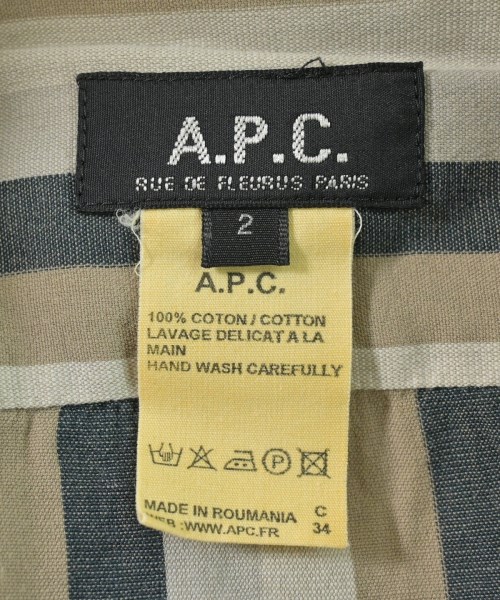 A.P.C.
RUE DE FLEURUS PARIS
2
A.P.C.
100% COTON / COTTON
LAVAGE DELICAT A LA
MAIN
HAND WASH CAREFULLY
P
MADE IN ROUMANIA C
WEB :WWW.APC.FR 34